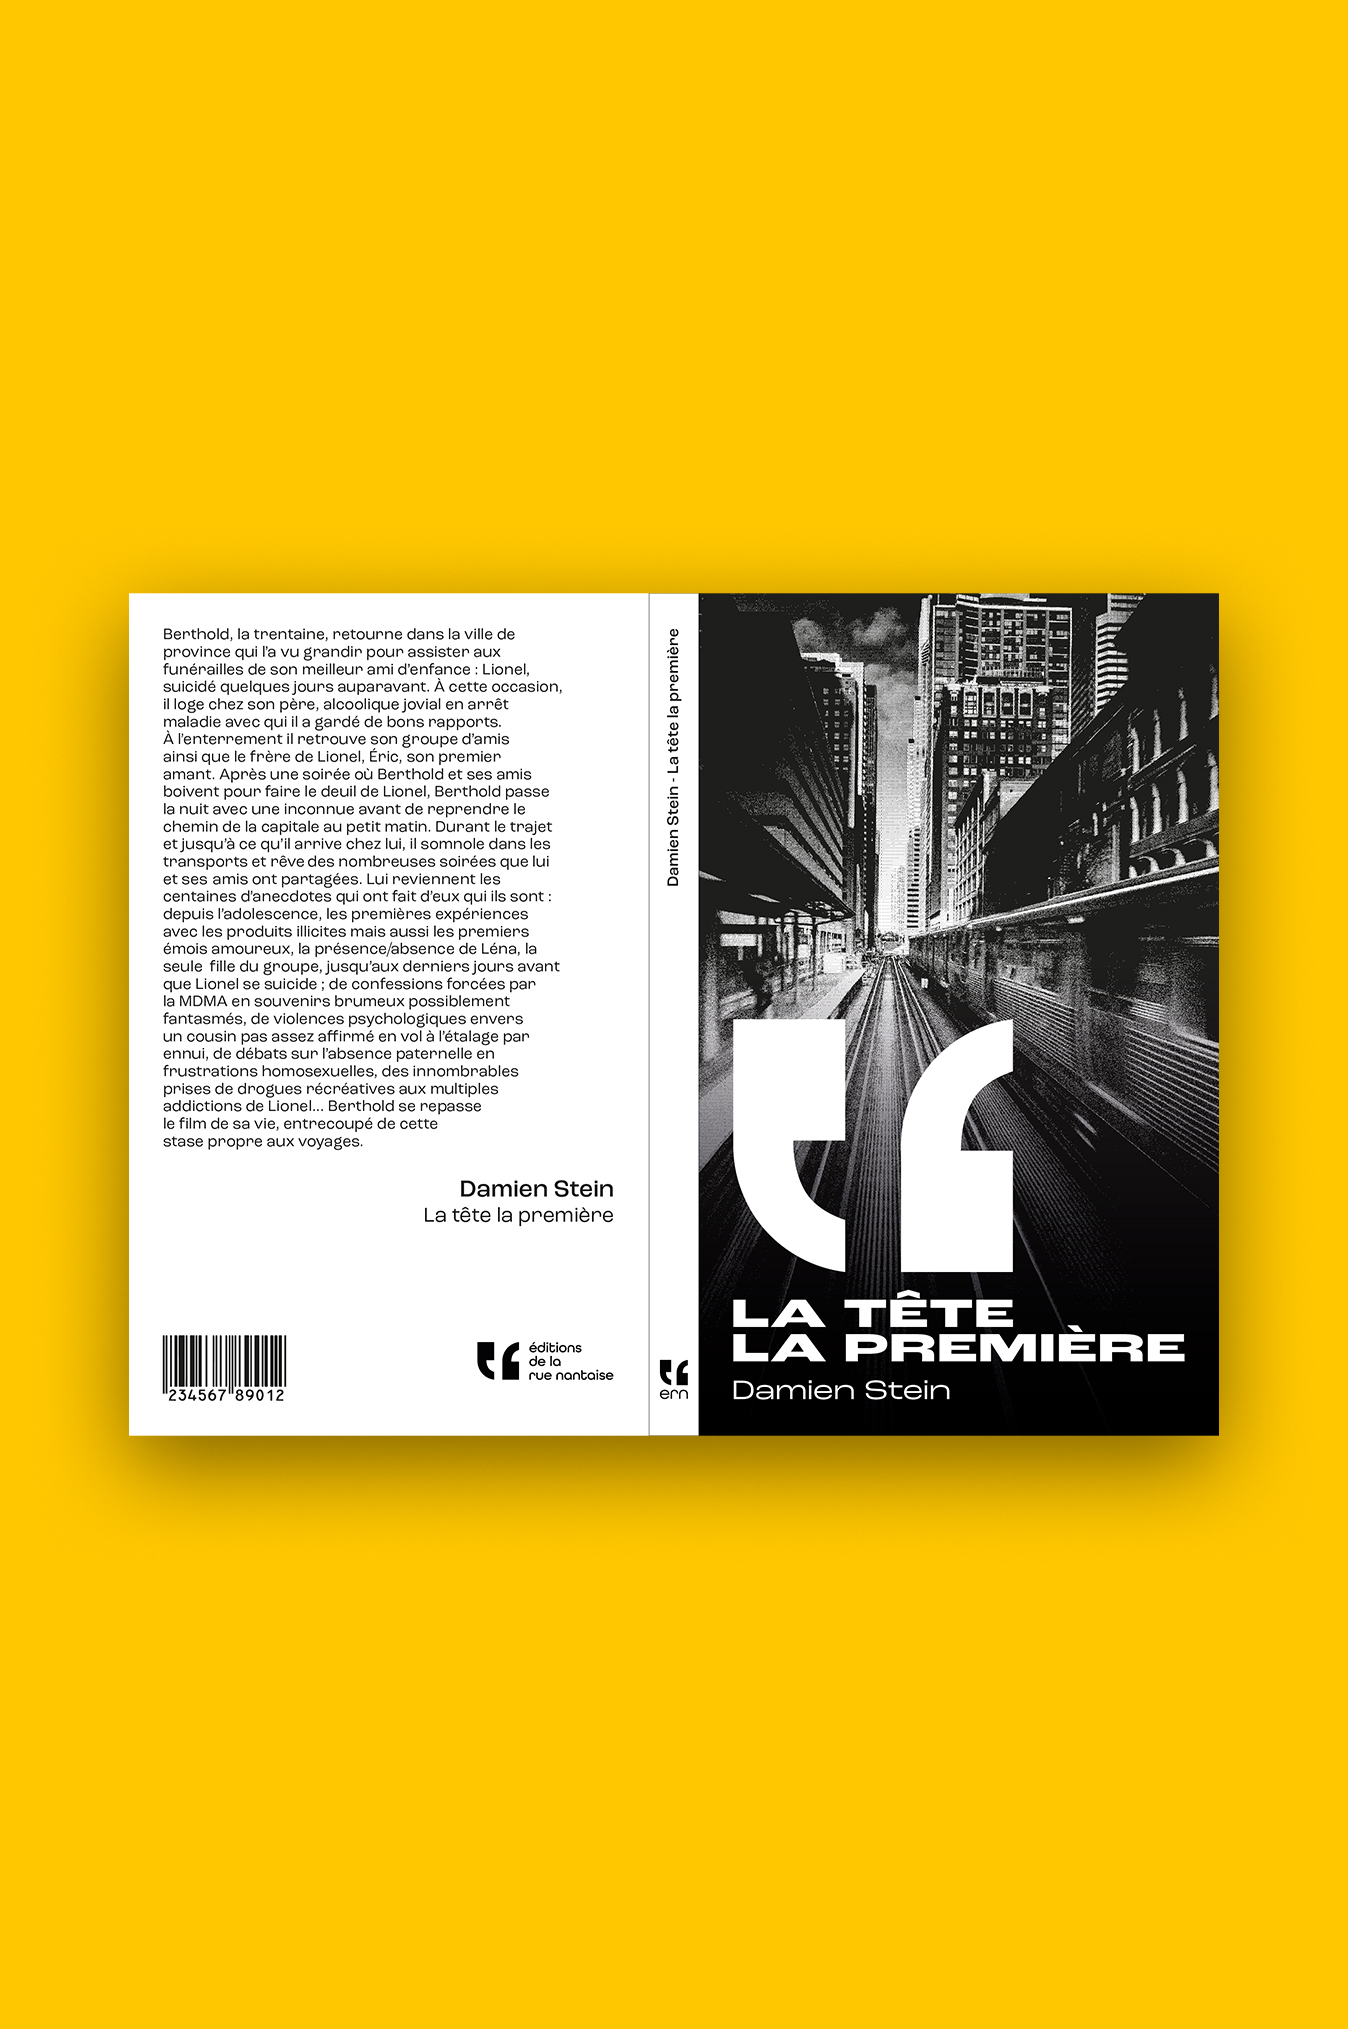 Berthold, la trentaine, retourne dans la ville de
province qui l’a vu grandir pour assister aux
funérailles de son meilleur ami d’enfance : Lionel,
suicidé quelques jours auparavant. À cette occasion,
il loge chez son père, alcoolique jovial en arrêt
maladie avec qui il a gardé de bons rapports.
À l’enterrement il retrouve son groupe d’amis
ainsi que le frère de Lionel, Éric, son premier
amant. Après une soirée où Berthold et ses amis
boivent pour faire le deuil de Lionel, Berthold passe
la nuit avec une inconnue avant de reprendre le
chemin de la capitale au petit matin. Durant le trajet
et jusqu’à ce qu’il arrive chez lui, il somnole dans les
transports et rêve des nombreuses soirées que lui
et ses amis ont partagées. Lui reviennent les
centaines d’anecdotes qui ont fait d’eux qui ils sont :
depuis l’adolescence, les premières expériences
avec les produits illicites mais aussi les premiers
émois amoureux, la présence/absence de Léna, la
seule  fille du groupe, jusqu’aux derniers jours avant
que Lionel se suicide ; de confessions forcées par
la MDMA en souvenirs brumeux possiblement
fantasmés, de violences psychologiques envers
un cousin pas assez affirmé en vol à l’étalage par
ennui, de débats sur l’absence paternelle en
frustrations homosexuelles, des innombrables
prises de drogues récréatives aux multiples
addictions de Lionel... Berthold se repasse
le film de sa vie, entrecoupé de cette
stase propre aux voyages.
Damien Stein
La tête la première
234567 89012
éditions
de la
rue nantaise
Damien Stein - La tête la première
ern
LA TÊTE
LA PREMIÈRE
Damien Stein